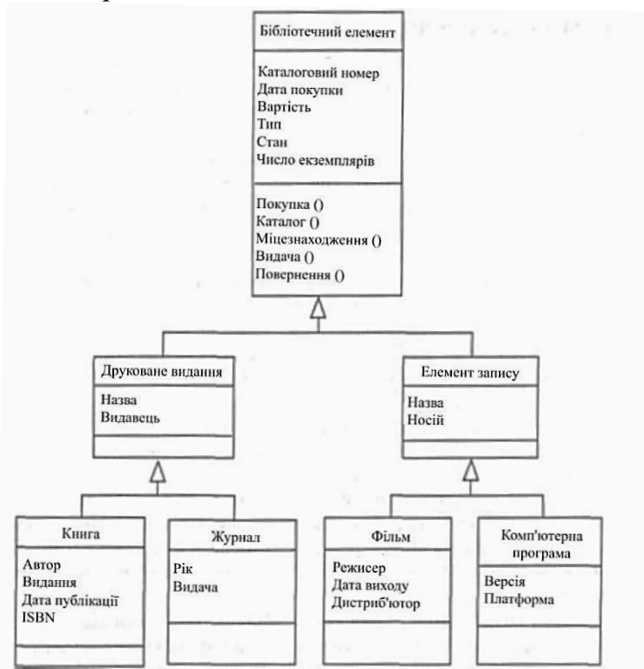 Бібліотечний елемент
Каталоговий номер
Дата покупки
Вартість
Тип
Стан
Число екземплярів
Покупка ()
Каталог ()
Міцезнаходження ()
Видача ()
Повернення ()
Друковане видання
Назва
Видавець
Елемент запису
Назва
Носій
Книга
Автор
Видання
Дата публікації
ISBN
Журнал
Рік
Видача
Фільм
Режисер
Дата виходу
Дистриб'ютор
Комп'ютерна
програма
Версія
Платформа